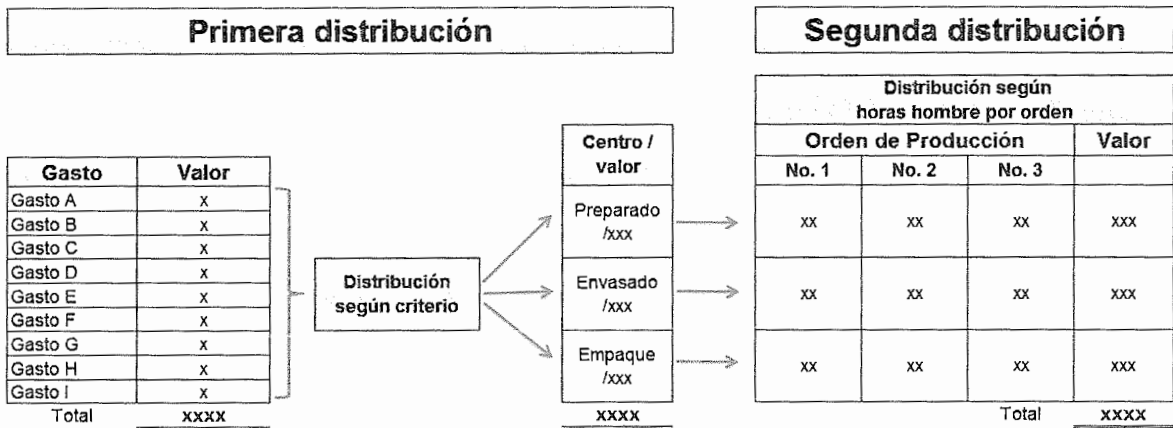 Primera distribución
Segunda distribución
Distribución según
horas hombre por orden
Orden de Producción Valor
No. 1 No. 2 No. 3
Gasto Valor
Gasto A x
Gasto B x
Gasto C x
Gasto D x
Gasto E x
Gasto F x
Gasto G x
Gasto H x
Gasto I x
Total xxxx
Distribución
según criterio
Centro /
valor
Preparado
/xxx
Envasado
/xxx
Empaque
/xxx
xxxx
xx xx xx xxx
xx xx xx xxx
xx xx xx xxx
Total xxxx